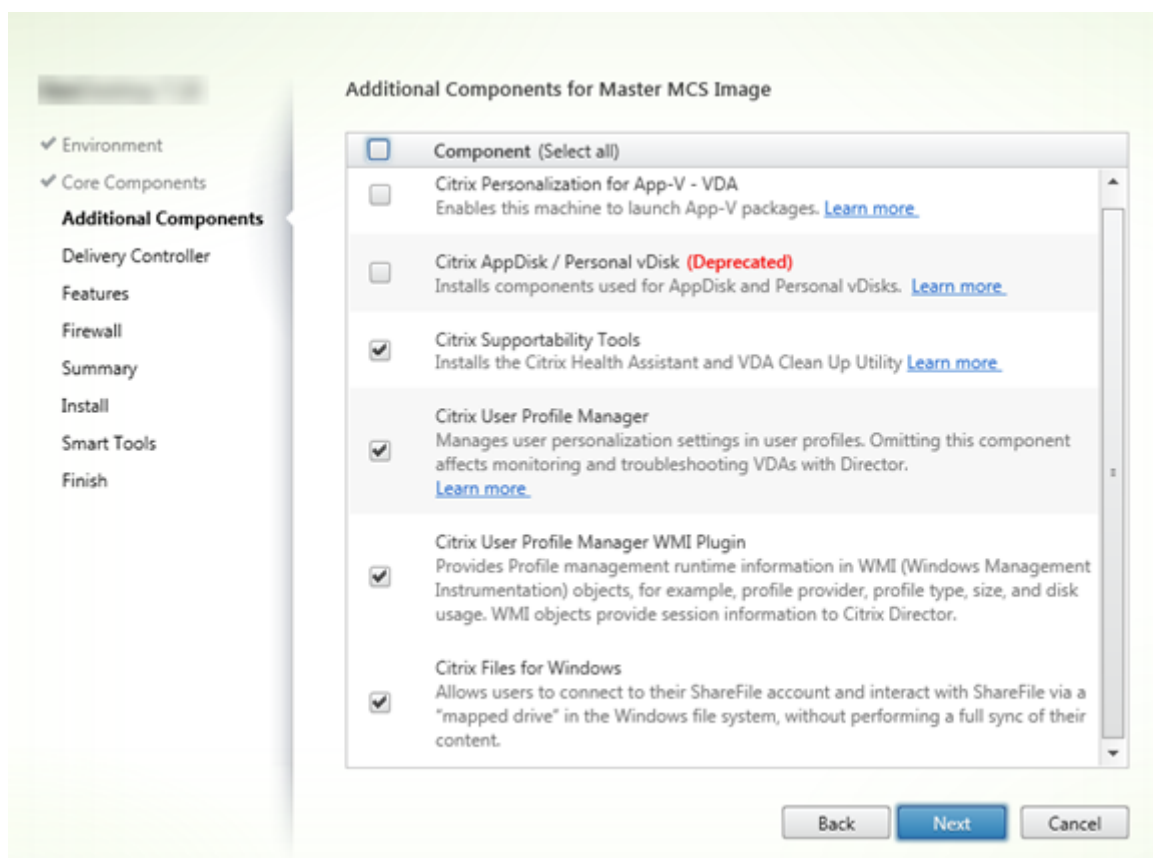 Environment
Core Components
Additional Components
Delivery Controller
Features
Firewall
Summary
Install
Smart Tools
Finish
Additional Components for Master MCS Image
Component (Select all)
Citrix Personalization for App-V - VDA
Enables this machine to launch App-V packages. Learn more
Citrix AppDisk / Personal vDisk (Deprecated)
Installs components used for AppDisk and Personal vDisks. Learn more
Citrix Supportability Tools
Installs the Citrix Health Assistant and VDA Clean Up Utility Learn more
Citrix User Profile Manager
Manages user personalization settings in user profiles. Omitting this component
affects monitoring and troubleshooting VDAs with Director.
Learn more
Citrix User Profile Manager WMI Plugin
Provides Profile management runtime information in WMI (Windows Management
Instrumentation) objects, for example, profile provider, profile type, size, and disk
usage. WMI objects provide session information to Citrix Director.
Citrix Files for Windows
Allows users to connect to their ShareFile account and interact with ShareFile via a
"mapped drive" in the Windows file system, without performing a full sync of their
content.
Back
Next
Cancel